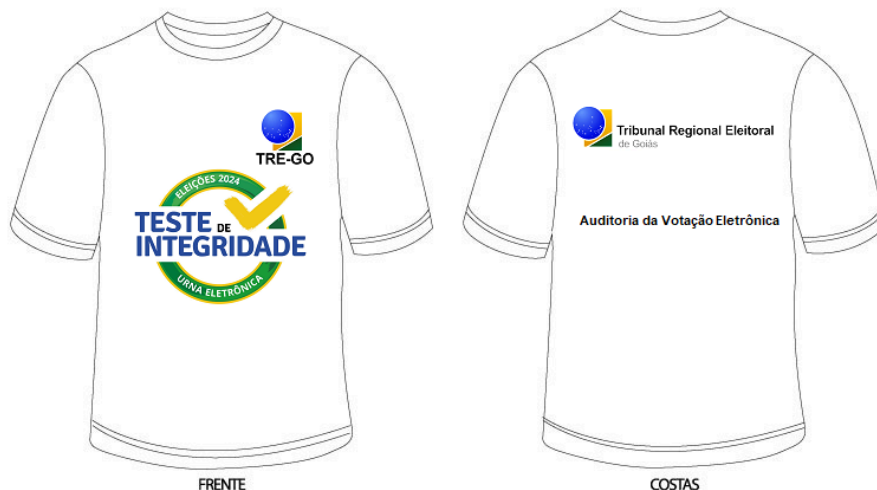 TRE-GO
ELEIÇÕES 2024
TESTE DE
INTEGRIDADE
URNA ELETRÔNICA
FRENTE
Tribunal Regional Eleitoral
de Goiás
Auditoria da Votação Eletrônica
COSTAS